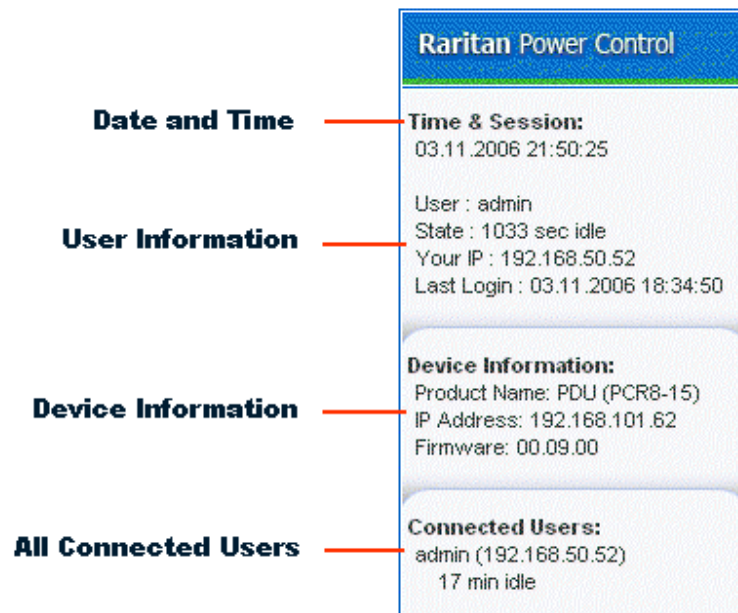 Raritan Power Control
Date and Time
Time & Session:
03.11.2006 21:50:25
User Information
User : admin
State : 1033 sec idle
Your IP : 192.168.50.52
Last Login : 03.11.2006 18:34:50
Device Information
Device Information:
Product Name: PDU (PCR8-15)
IP Address: 192.168.101.62
Firmware: 00.09.00
All Connected Users
Connected Users:
admin (192.168.50.52)
17 min idle